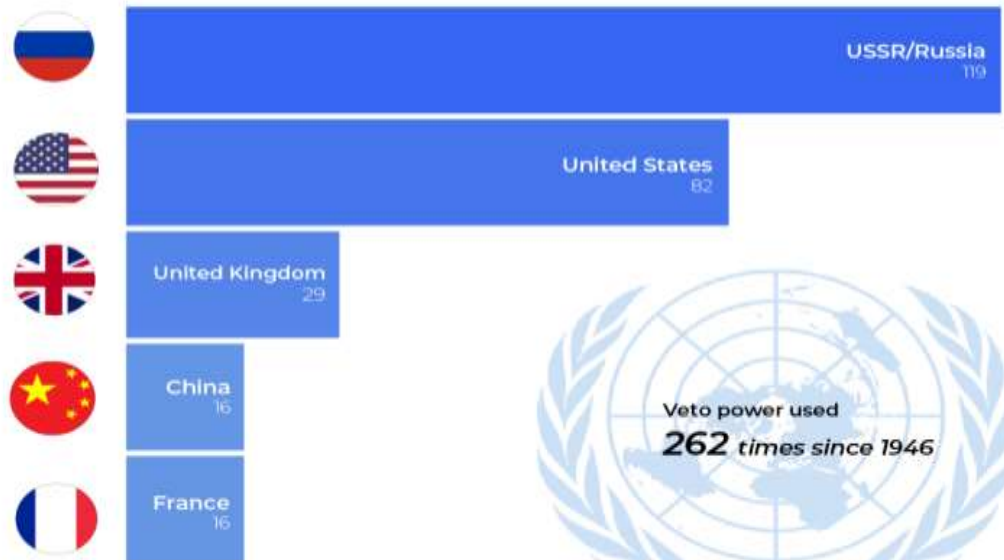 USSR/Russia
119
United States
82
United Kingdom
29
China
16
France
16
Veto power used
262 times since 1946